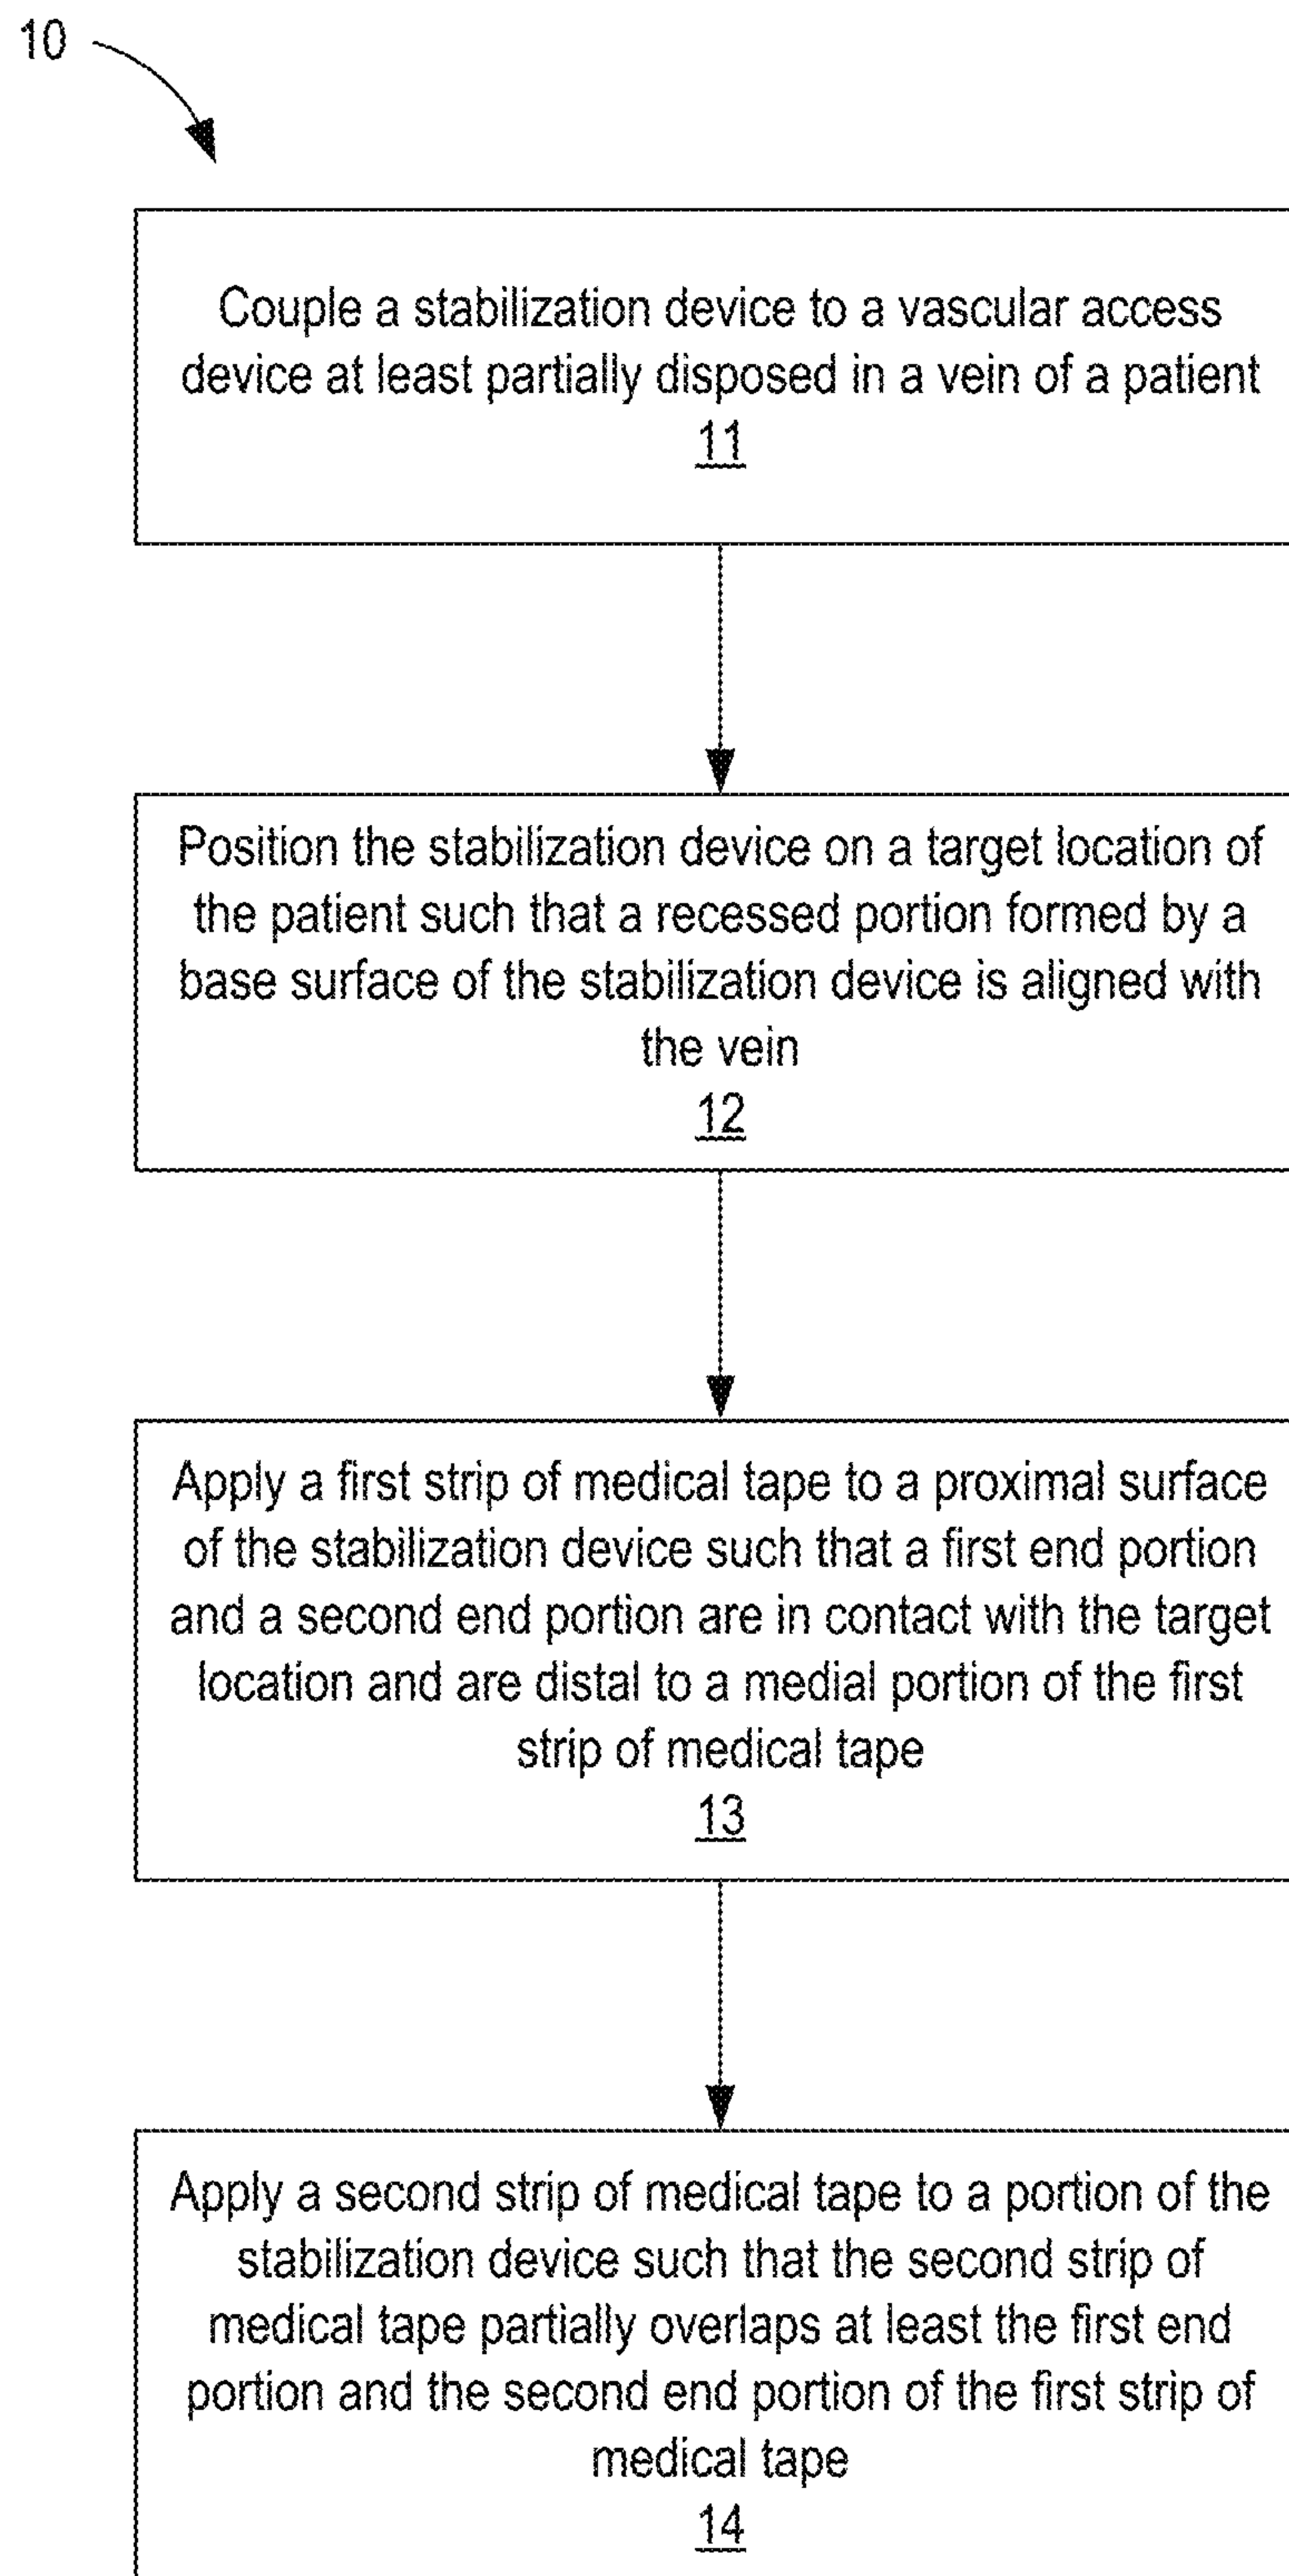 10
Couple a stabilization device to a vascular access
device at least partially disposed in a vein of a patient
11
Position the stabilization device on a target location of
the patient such that a recessed portion formed by a
base surface of the stabilization device is aligned with
the vein
12
Apply a first strip of medical tape to a proximal surface
of the stabilization device such that a first end portion
and a second end portion are in contact with the target
location and are distal to a medial portion of the first
strip of medical tape
13
Apply a second strip of medical tape to a portion of the
stabilization device such that the second strip of
medical tape partially overlaps at least the first end
portion and the second end portion of the first strip of
medical tape
14